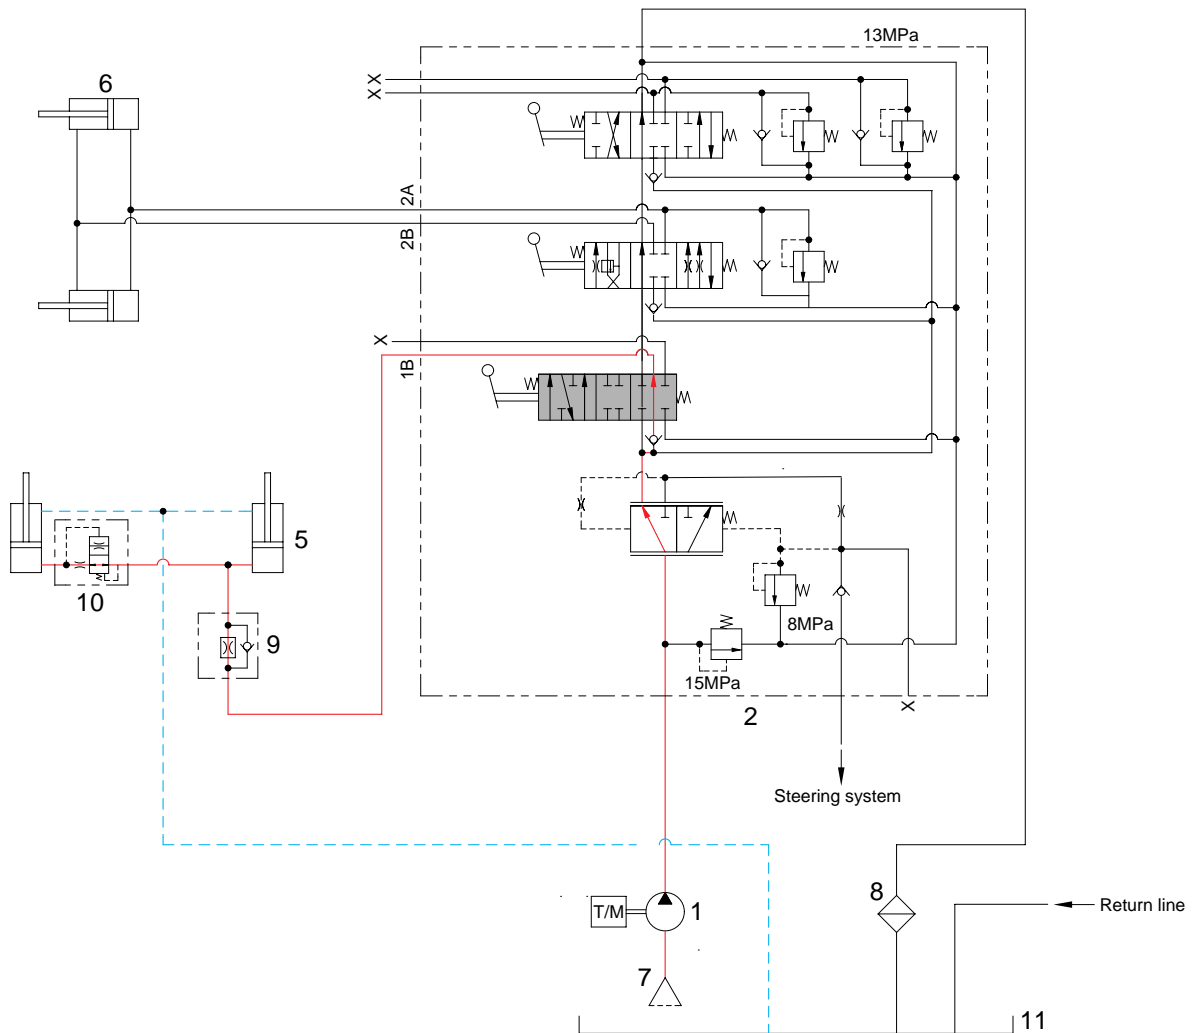 13MPa
6
X
X
2A
2B
X
1B
5
10
9
8MPa
15MPa
2
X
Steering system
8
T/M
1
Return line
7
11